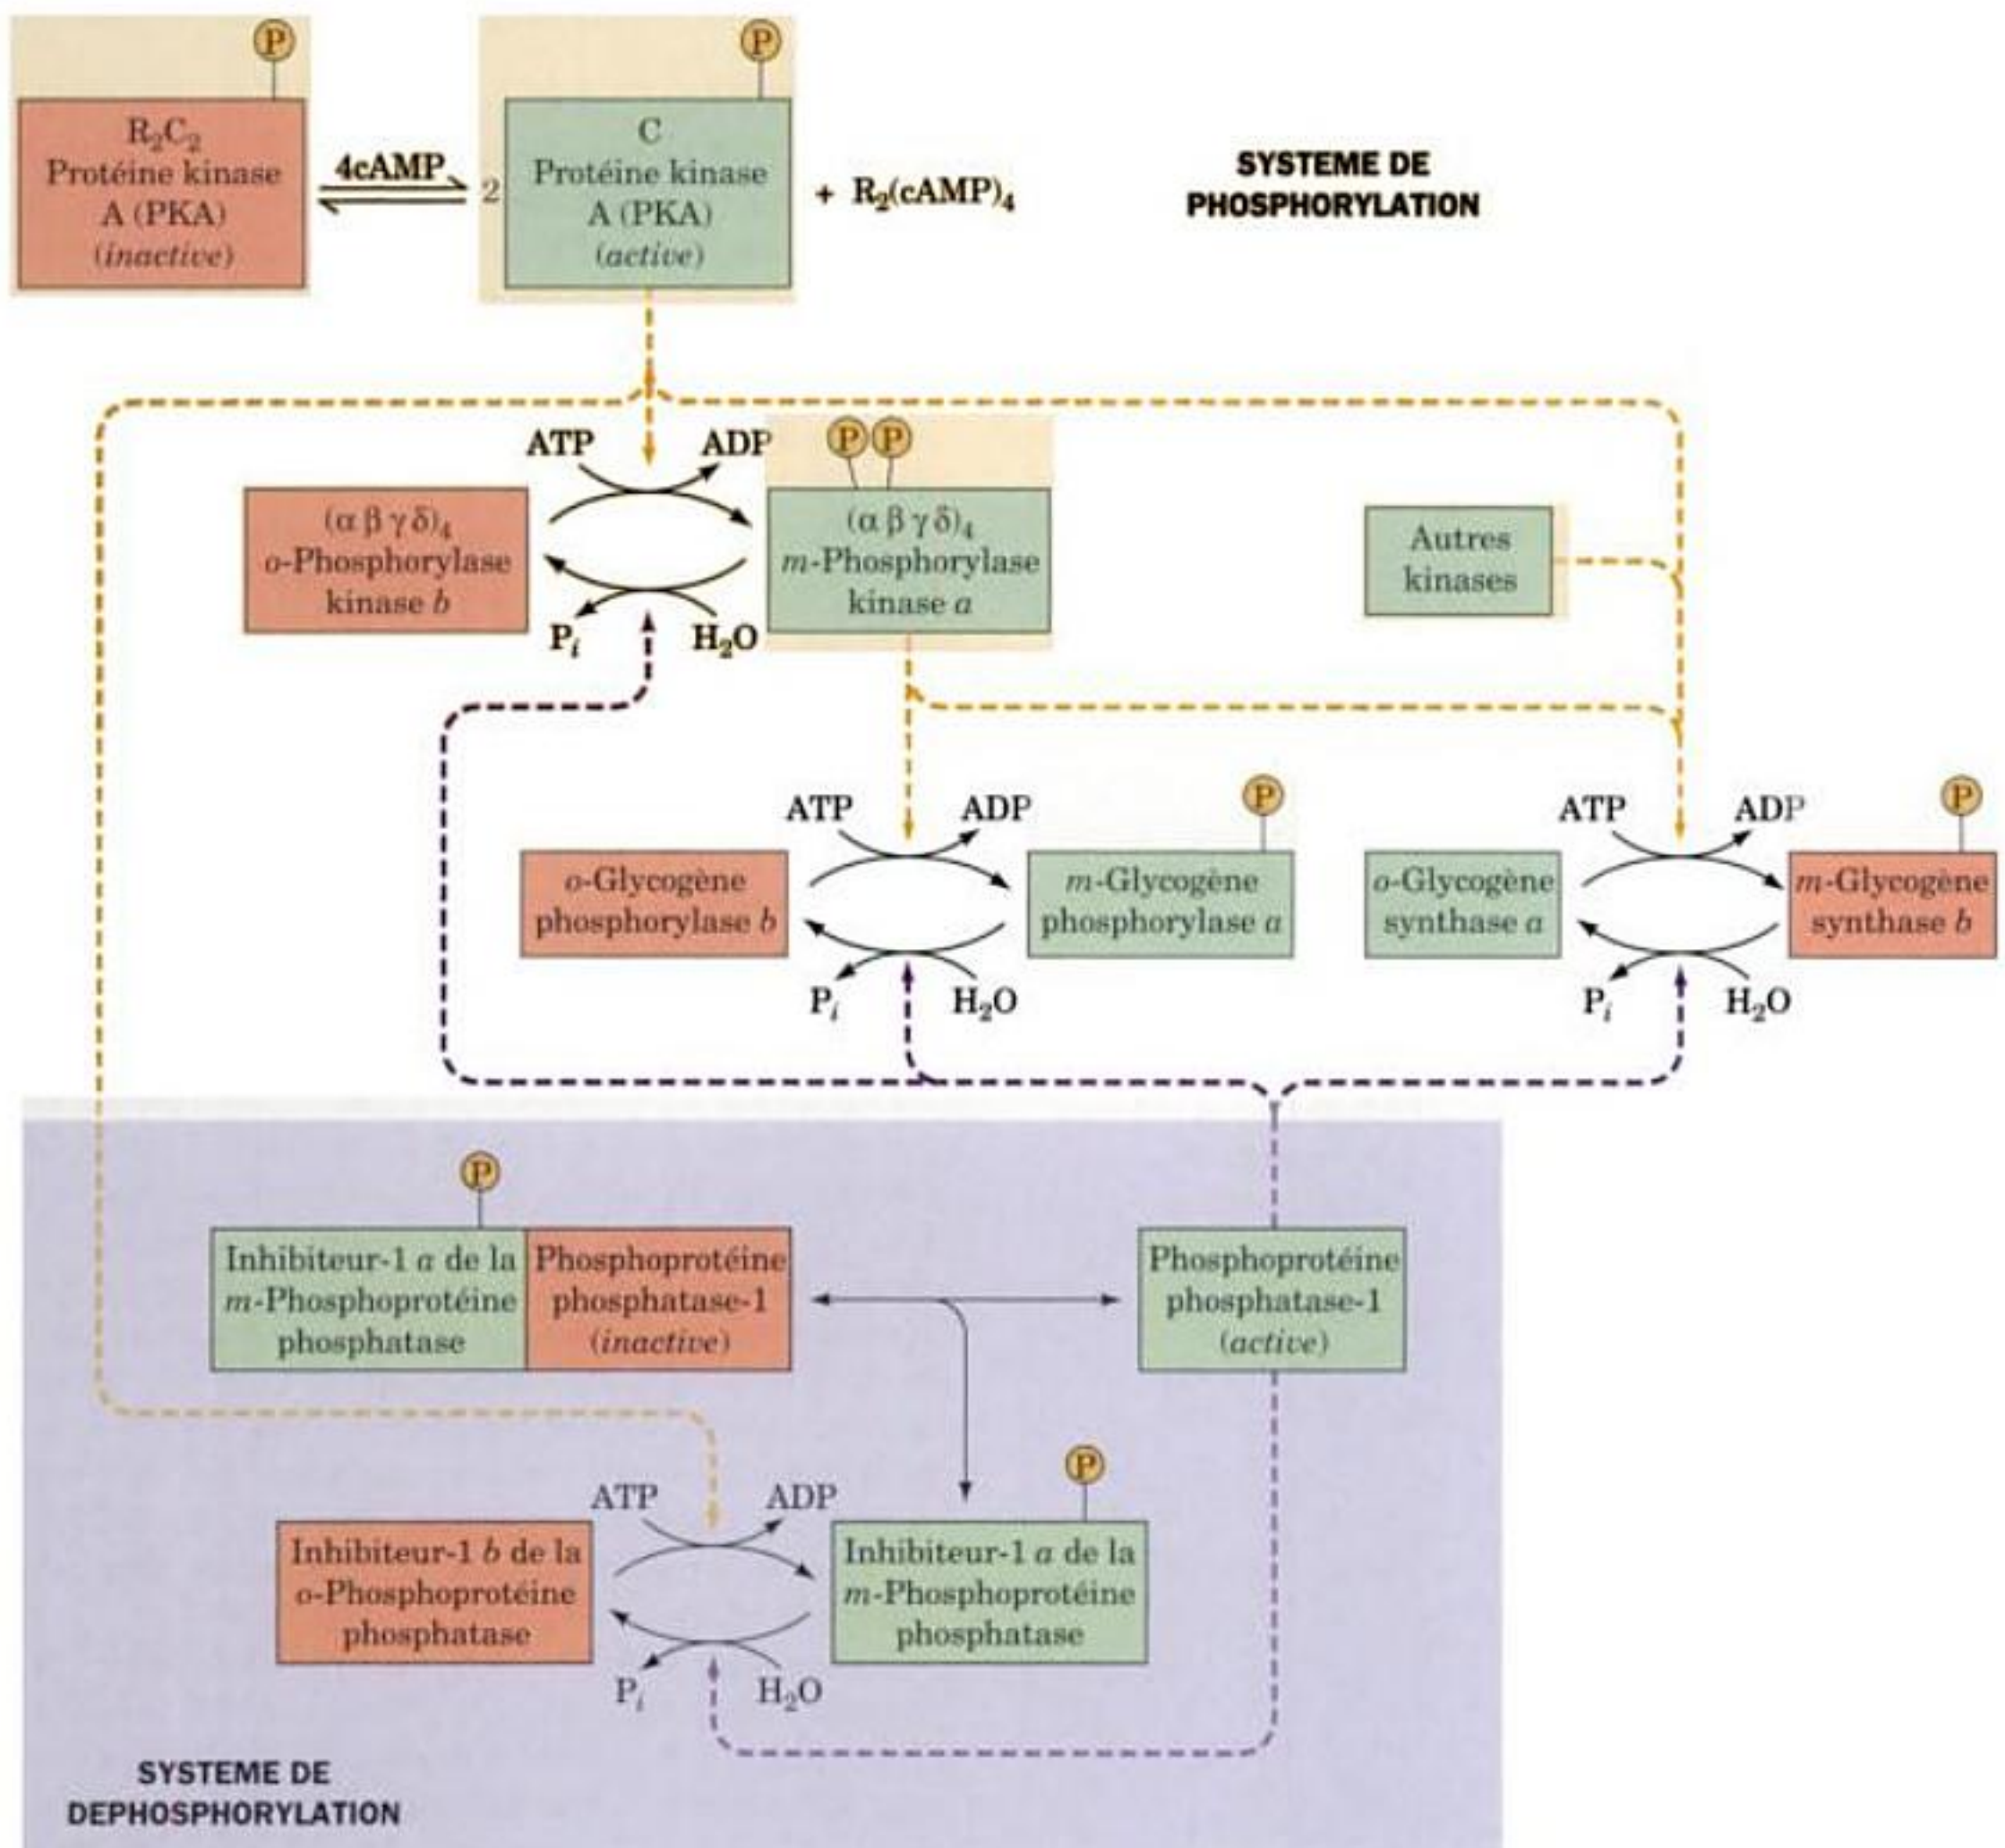 P
P
R₂C₂
Protéine kinase
A (PKA)
(inactive)
4cAMP
2
C
Protéine kinase
A (PKA)
(active)
+ R₂(cAMP)₄
SYSTEME DE
PHOSPHORYLATION
ATP
ADP
P P
(α β γ δ)₄
o-Phosphorylase
kinase b
(α β γ δ)₄
m-Phosphorylase
kinase a
Pᵢ
H₂O
Autres
kinases
ATP
ADP
P
o-Glycogène
phosphorylase b
m-Glycogène
phosphorylase a
Pᵢ
H₂O
ATP
ADP
P
o-Glycogène
synthase a
m-Glycogène
synthase b
Pᵢ
H₂O
P
Inhibiteur-1 a de la
m-Phosphoprotéine
phosphatase
Phosphoprotéine
phosphatase-1
(inactive)
Phosphoprotéine
phosphatase-1
(active)
ATP
ADP
P
Inhibiteur-1 b de la
o-Phosphoprotéine
phosphatase
Inhibiteur-1 a de la
m-Phosphoprotéine
phosphatase
Pᵢ
H₂O
SYSTEME DE
DEPHOSPHORYLATION